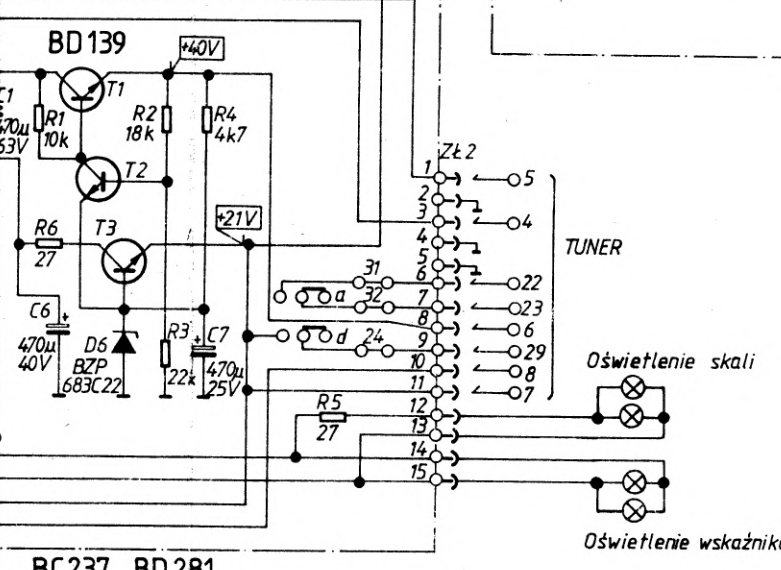 BD139
+40V
T1
C1
470µ
63V
R1
10k
R2
18k
R4
4k7
T2
+21V
R6
27
T3
C6
470µ
40V
D6
BZP
683C22
R3
22k
C7
470µ
25V
31
32
a
d
24
ZŁ2
1
2
3
4
5
6
7
8
9
10
11
12
13
14
15
5
4
22
23
6
29
8
7
TUNER
R5
27
Oświetlenie skali
Oświetlenie
BC237 BD281